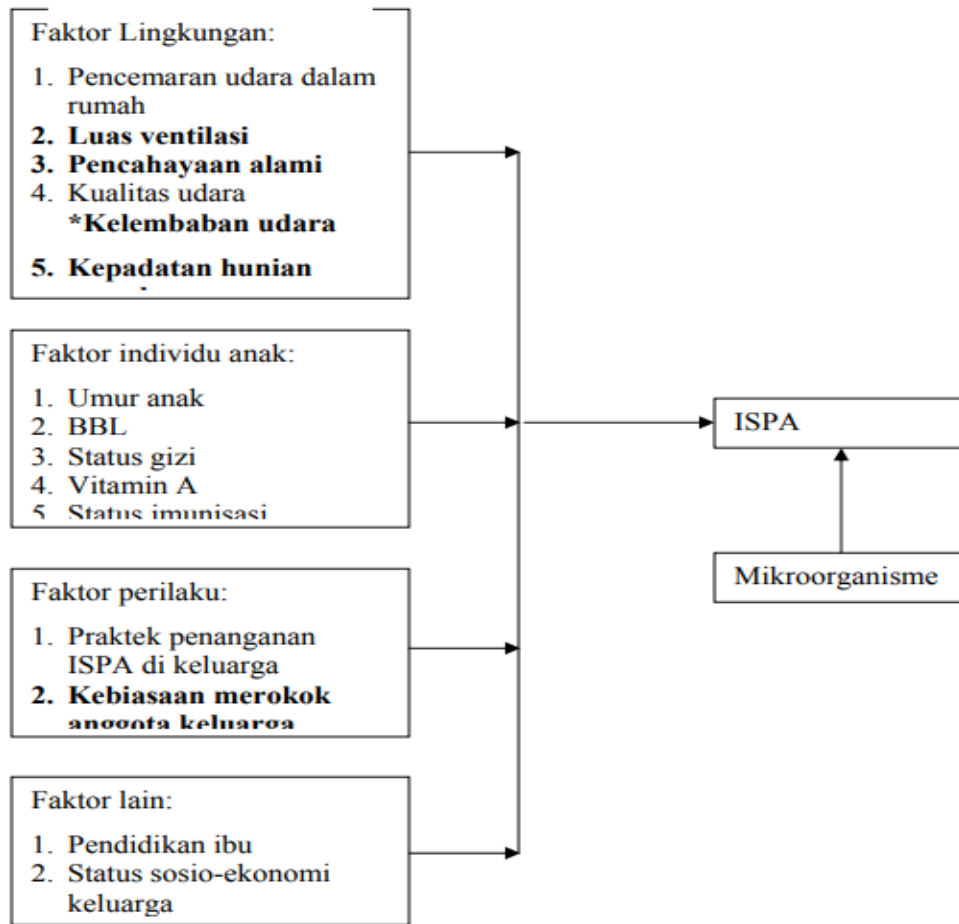 Faktor Lingkungan:
1. Pencemaran udara dalam
rumah
2. Luas ventilasi
3. Pencahayaan alami
4. Kualitas udara
*Kelembaban udara
5. Kepadatan hunian
Faktor individu anak:
1. Umur anak
2. BBL
3. Status gizi
4. Vitamin A
5. Status imunisasi
Faktor perilaku:
1. Praktek penanganan
ISPA di keluarga
2. Kebiasaan merokok
anggota keluarga
Faktor lain:
1. Pendidikan ibu
2. Status sosio-ekonomi
keluarga
ISPA
Mikroorganisme